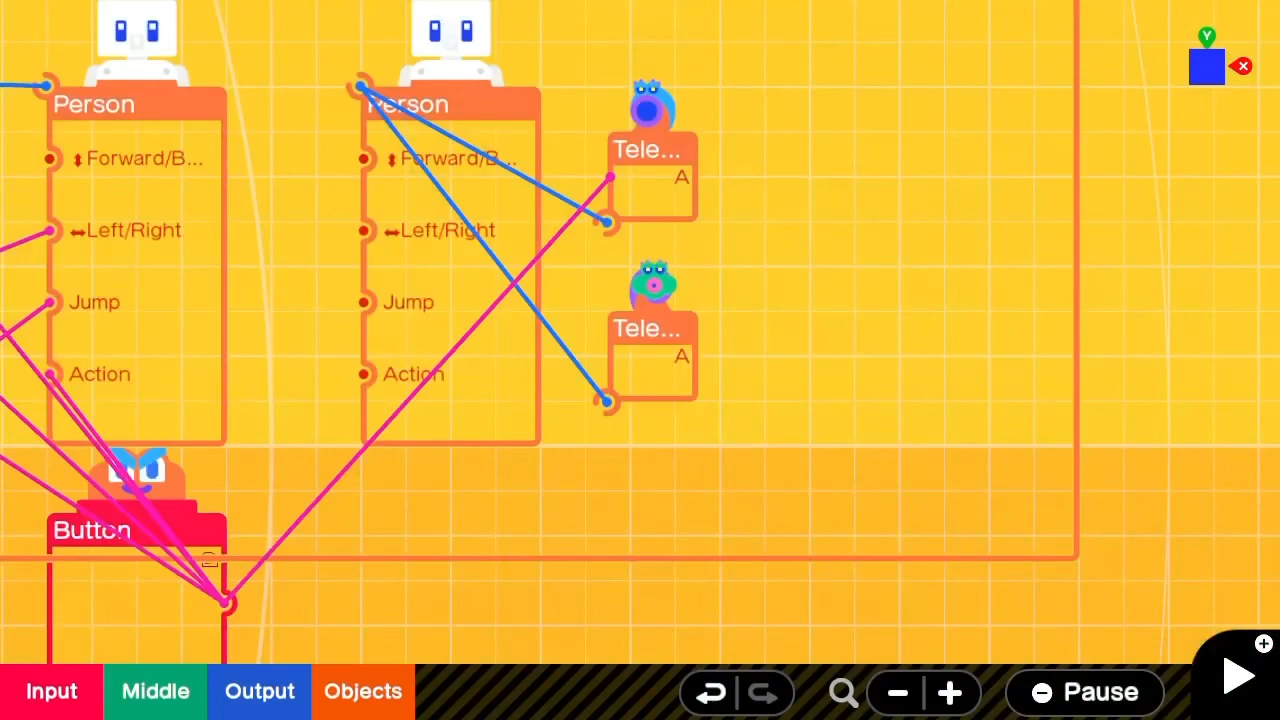 Y
Person
Person
Tele...
A
Forward/B...
Forward/B...
Left/Right
Left/Right
Jump
Jump
Tele...
A
Action
Action
Button
B
Input
Middle
Output
Objects
Pause